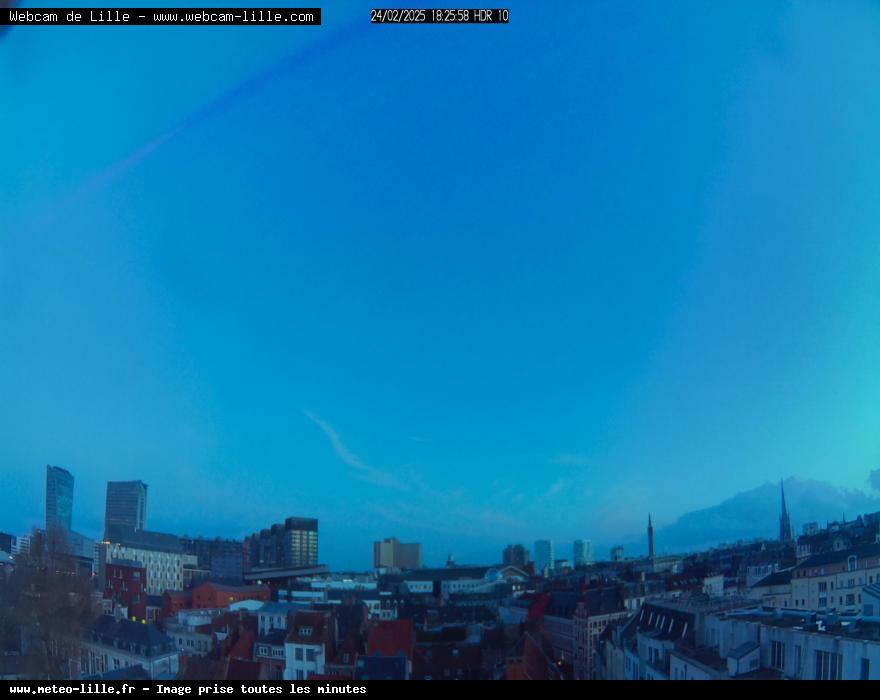 Webcam de Lille - www.webcam-lille.com
24/02/2025 18:25:58 HDR 10
www.meteo-lille.fr - Image prise toutes les minutes